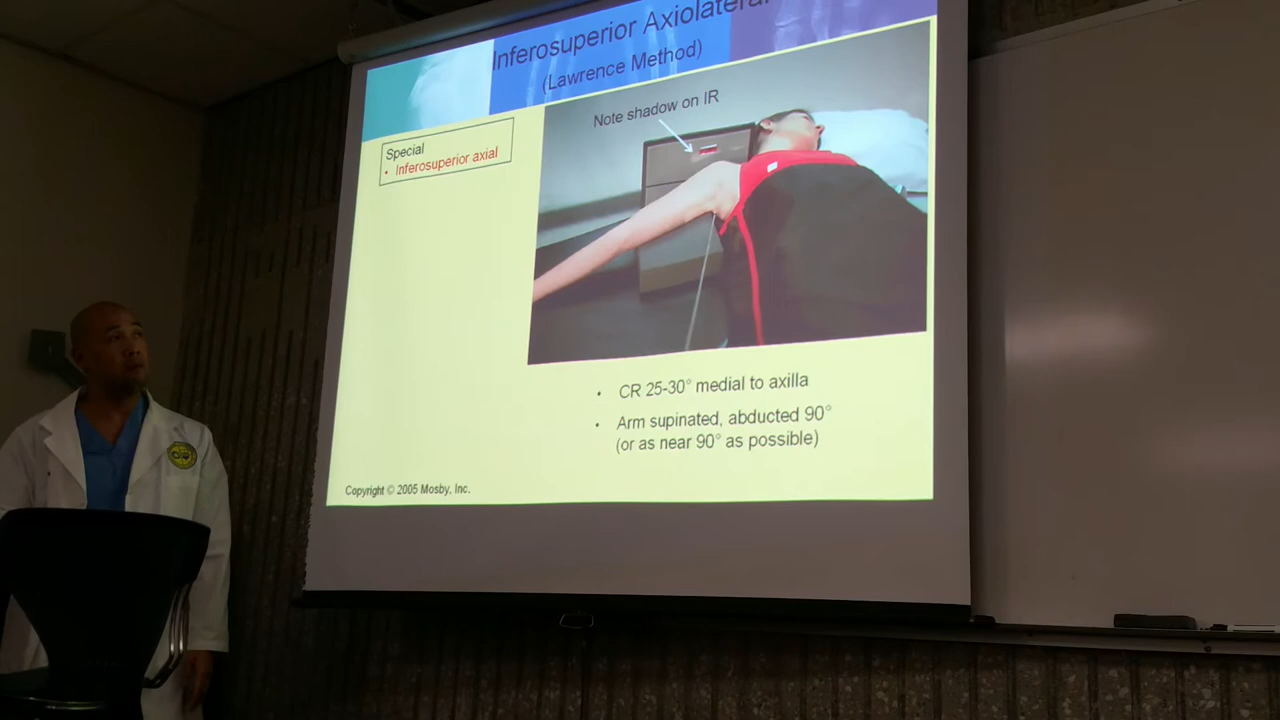 Inferosuperior Axiolateral
(Lawrence Method)
Note shadow on IR
Special
• Inferosuperior axial
• CR 25-30° medial to axilla
• Arm supinated, abducted 90°
(or as near 90° as possible)
Copyright © 2005 Mosby, Inc.